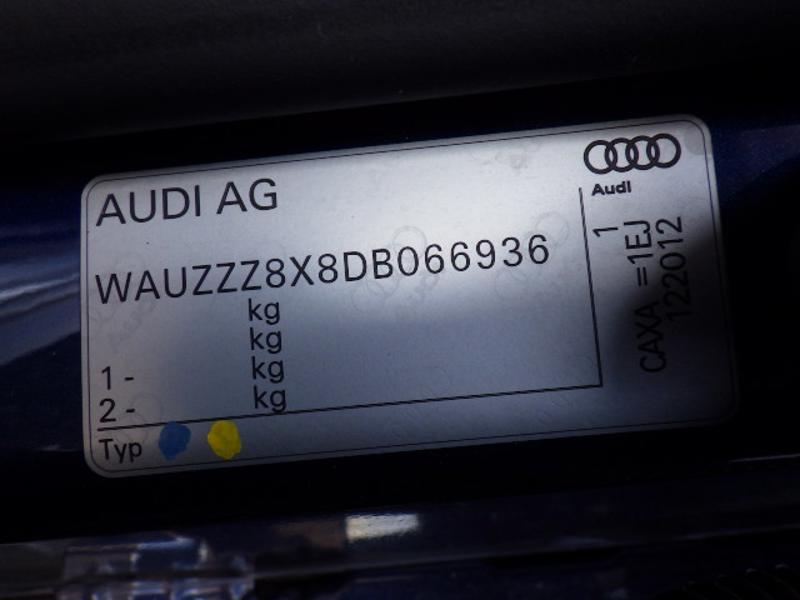 AUDI AG
Audi
WAUZZZ8X8DB066936
kg
kg
1 - kg
2 - kg
Typ
1
CAXA =1EJ
122012